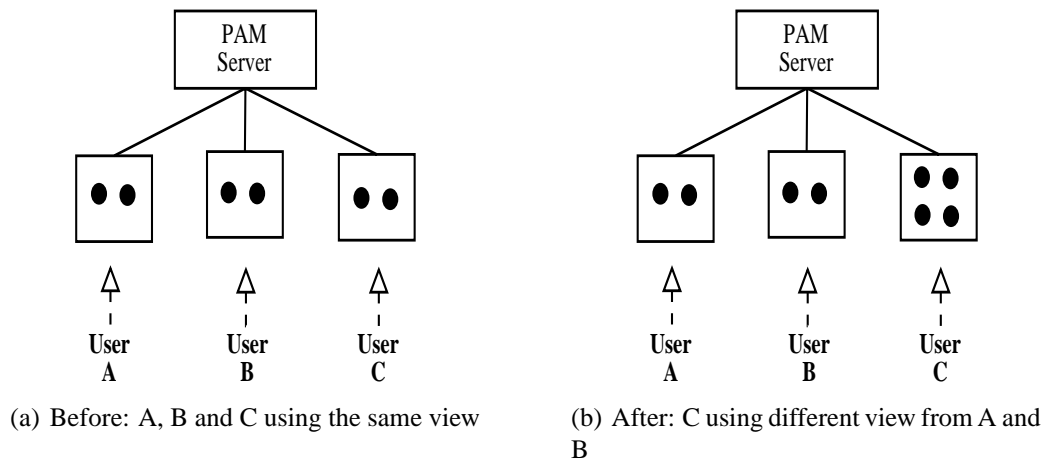 PAM
Server
User
A
User
B
User
C
(a) Before: A, B and C using the same view
PAM
Server
User
A
User
B
User
C
(b) After: C using different view from A and
B